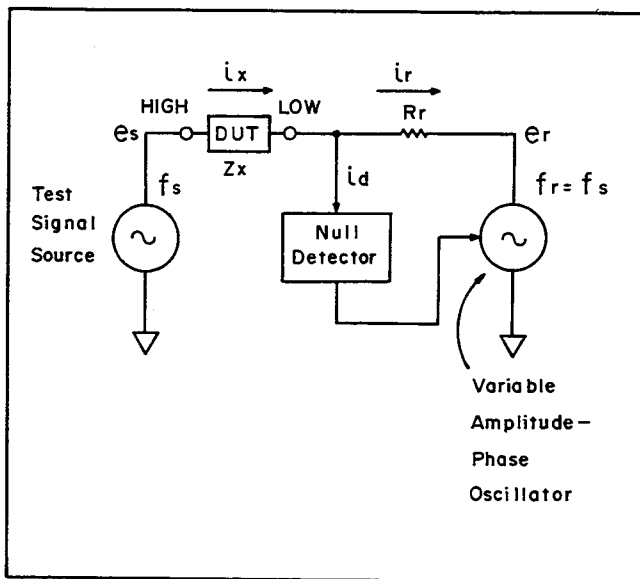 ix
ir
HIGH
LOW
Rr
es
DUT
er
Zx
fs
id
fr = fs
Test
Signal
Source
Null
Detector
Variable
Amplitude–
Phase
Oscillator